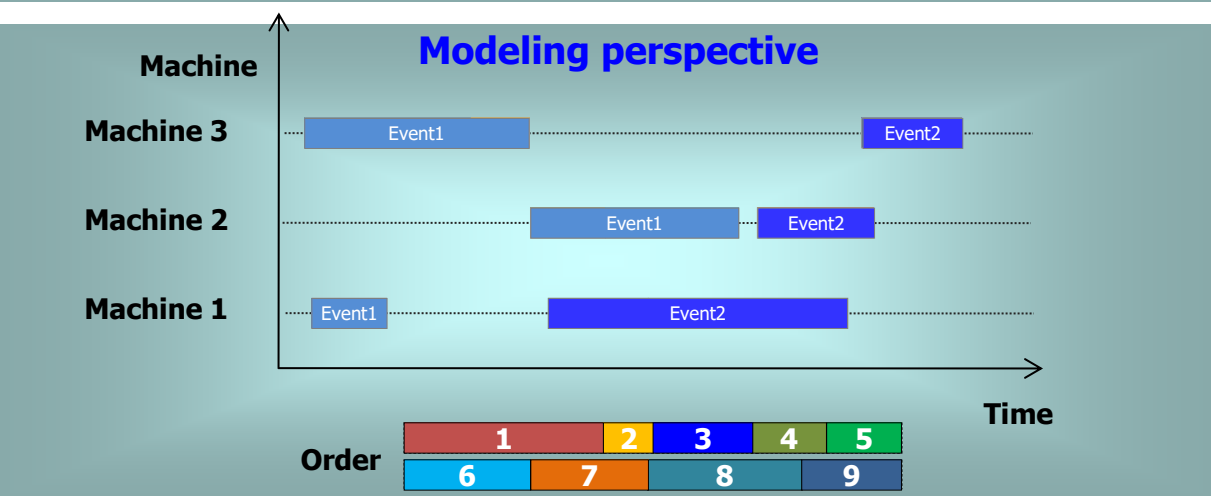 Modeling perspective
Machine
Machine 3
Event1
Event2
Machine 2
Event1
Event2
Machine 1
Event1
Event2
Time
Order
1 2 3 4 5
6 7 8 9